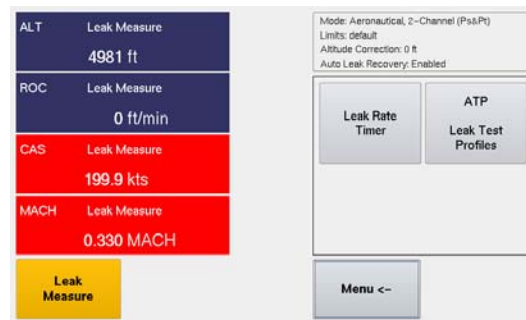 ALT Leak Measure
4981 ft
ROC Leak Measure
0 ft/min
CAS Leak Measure
199.9 kts
MACH Leak Measure
0.330 MACH
Leak
Measure
Mode: Aeronautical, 2-Channel (Ps&Pt)
Limits: default
Altitude Correction: 0 ft
Auto Leak Recovery: Enabled
Leak Rate
Timer
ATP
Leak Test
Profiles
Menu <-